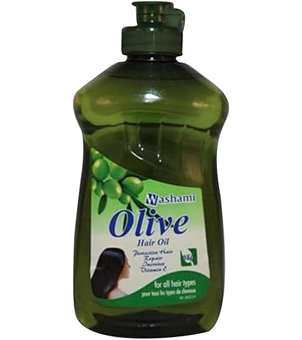 Washami
Olive
Hair Oil
Protection Hair
Repair
Vitamin E
for all hair types
pour tous les types de cheveux